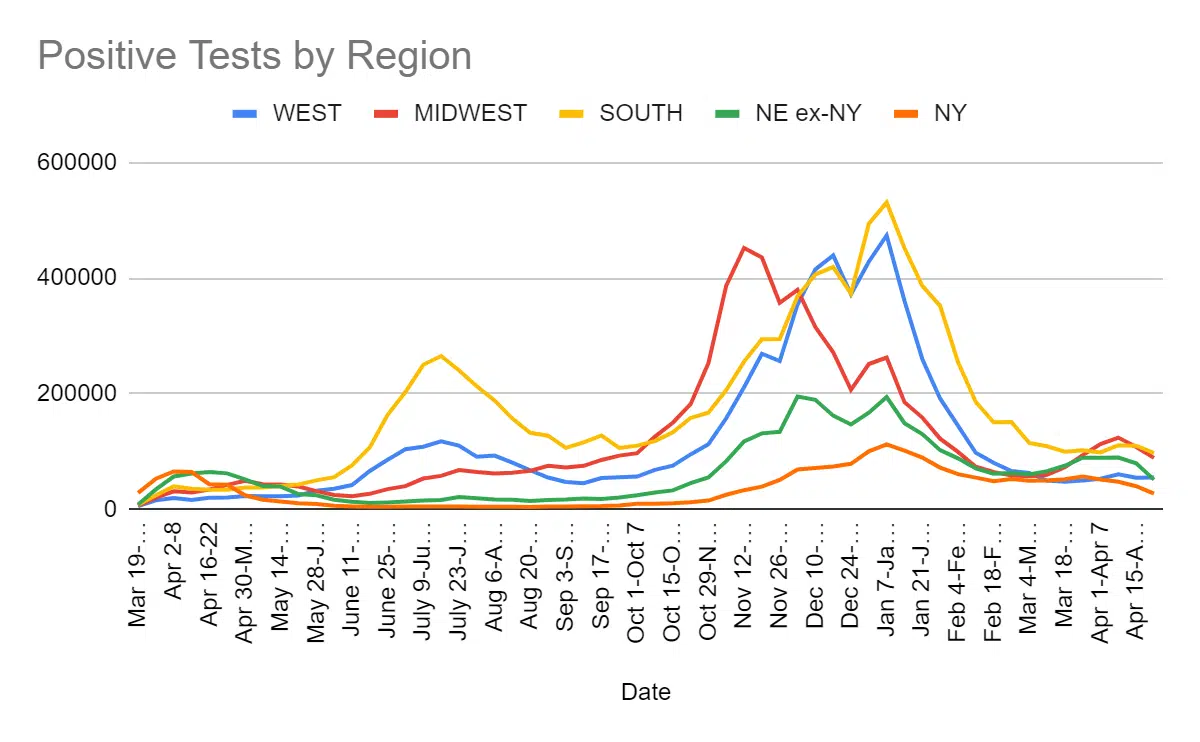 Positive Tests by Region
WEST MIDWEST SOUTH NE ex-NY NY
600000
400000
200000
0
Mar 19-…
Apr 2-8
Apr 16-22
Apr 30-M…
May 14-…
May 28-J…
June 11-…
June 25-…
July 9-Ju…
July 23-J…
Aug 6-A…
Aug 20-…
Sep 3-S…
Sep 17-…
Oct 1-Oct 7
Oct 15-O…
Oct 29-N…
Nov 12-…
Nov 26-…
Dec 10-…
Dec 24-…
Jan 7-Ja…
Jan 21-J…
Feb 4-Fe…
Feb 18-F…
Mar 4-M…
Mar 18-…
Apr 1-Apr 7
Apr 15-A…
Date